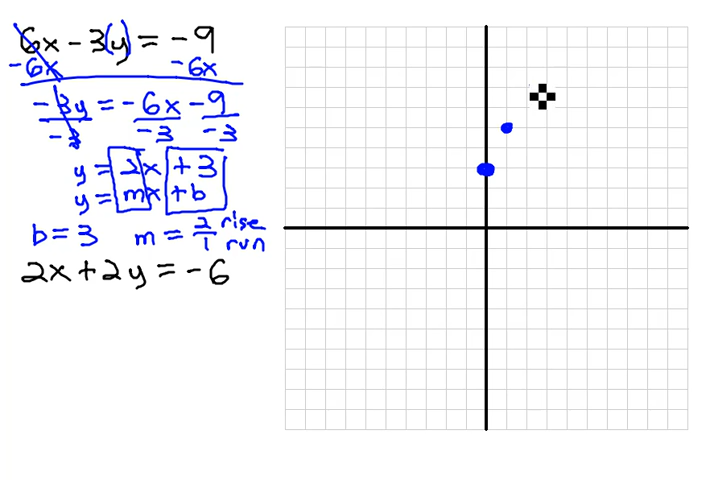 6x - 3(y) = -9
-6x -6x
-3y = -6x - 9
-3 -3 -3
y = 2x + 3
y = mx + b
b = 3 m = 2/1 rise run
2x + 2y = -6